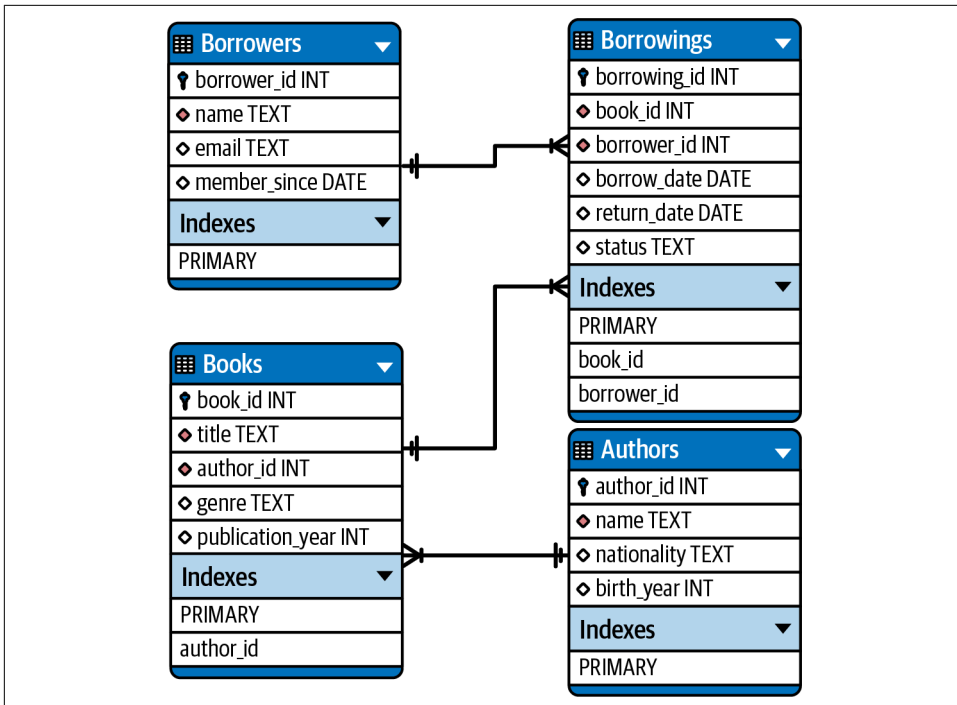 Borrowers
borrower_id INT
name TEXT
email TEXT
member_since DATE
Indexes
PRIMARY
Borrowings
borrowing_id INT
book_id INT
borrower_id INT
borrow_date DATE
return_date DATE
status TEXT
Indexes
PRIMARY
book_id
borrower_id
Books
book_id INT
title TEXT
author_id INT
genre TEXT
publication_year INT
Indexes
PRIMARY
author_id
Authors
author_id INT
name TEXT
nationality TEXT
birth_year INT
Indexes
PRIMARY